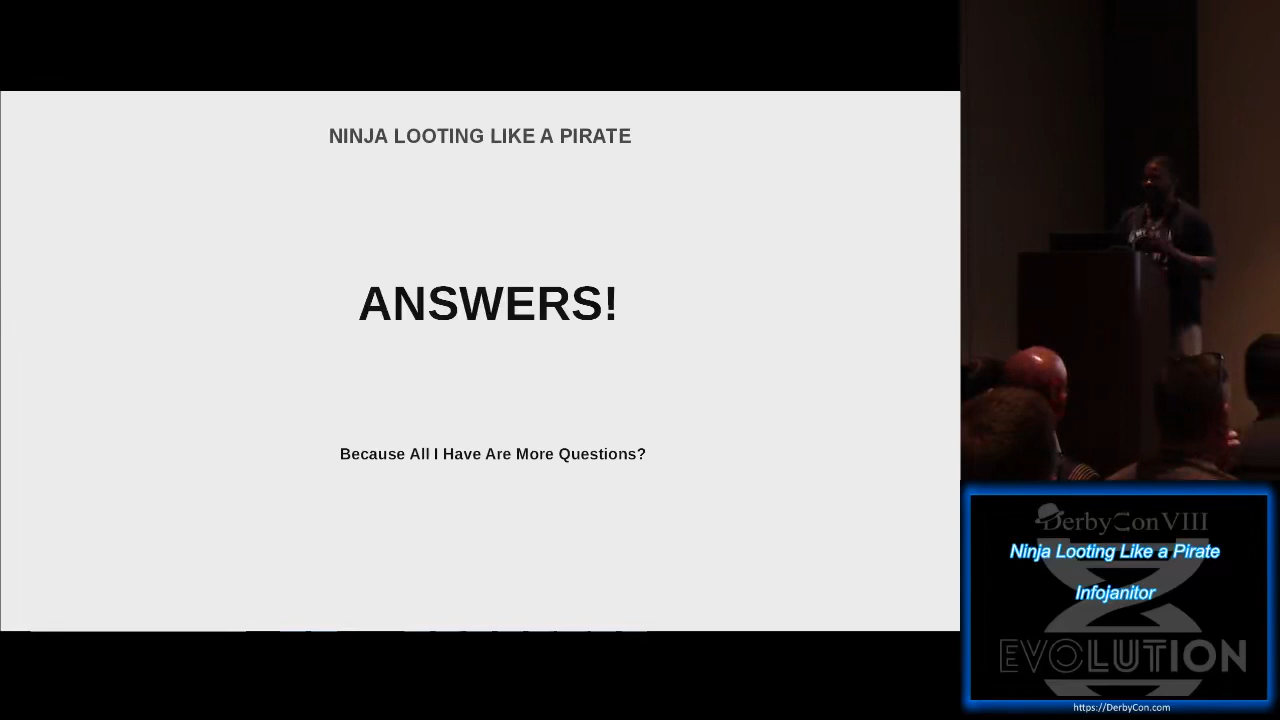 NINJA LOOTING LIKE A PIRATE
ANSWERS!
Because All I Have Are More Questions?
DerbyCon VIII
Ninja Looting Like a Pirate
Infojanitor
EVOLUTION
https://DerbyCon.com